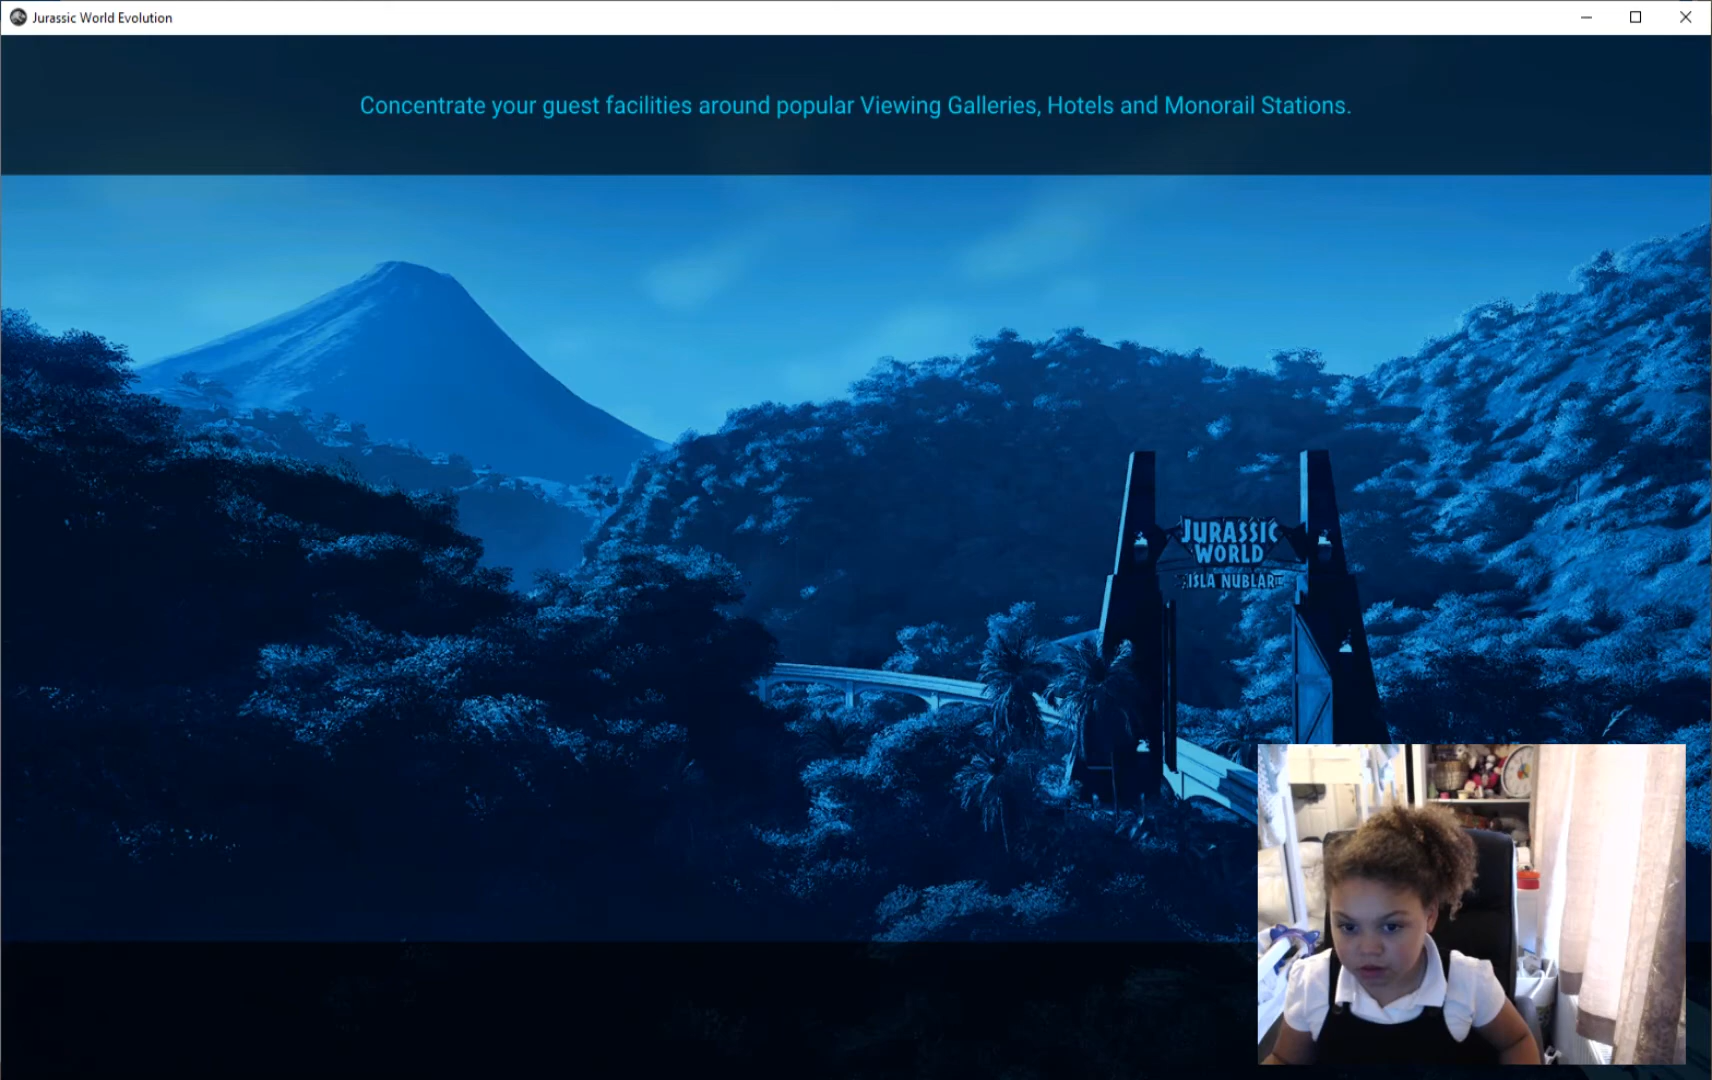 Jurassic World Evolution
Concentrate your guest facilities around popular Viewing Galleries, Hotels and Monorail Stations.
JURASSIC
WORLD
ISLA NUBLAR